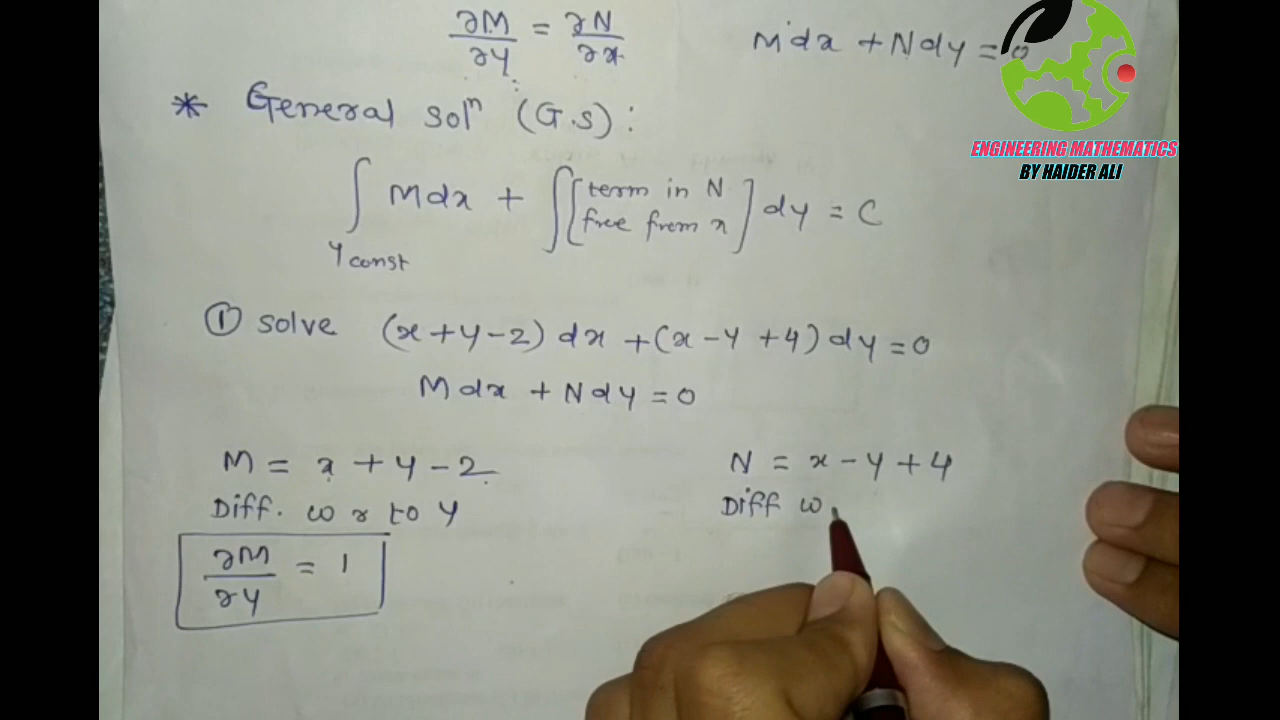 ∂M/∂y = ∂N/∂x Mdx + Ndy = 0
* General solⁿ (G.S) :
∫ Mdx + ∫[term in N free from x] dy = C
y const
ENGINEERING MATHEMATICS
BY HAIDER ALI
① solve (x+y-2) dx + (x-y+4) dy = 0
Mdx + Ndy = 0
M = x + y - 2 N = x - y + 4
Diff. w r to y Diff w
∂M/∂y = 1